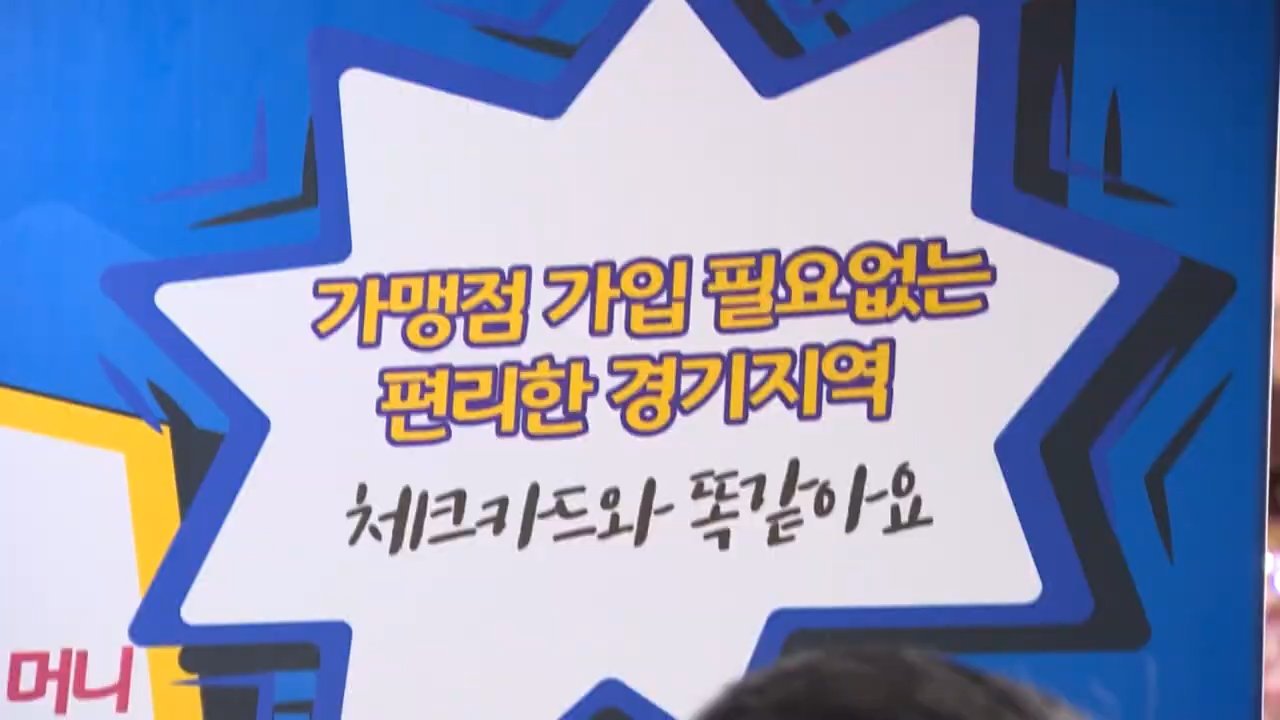 가맹점 가입 필요없는
편리한 경기지역
체크카드와 똑같아요
머니